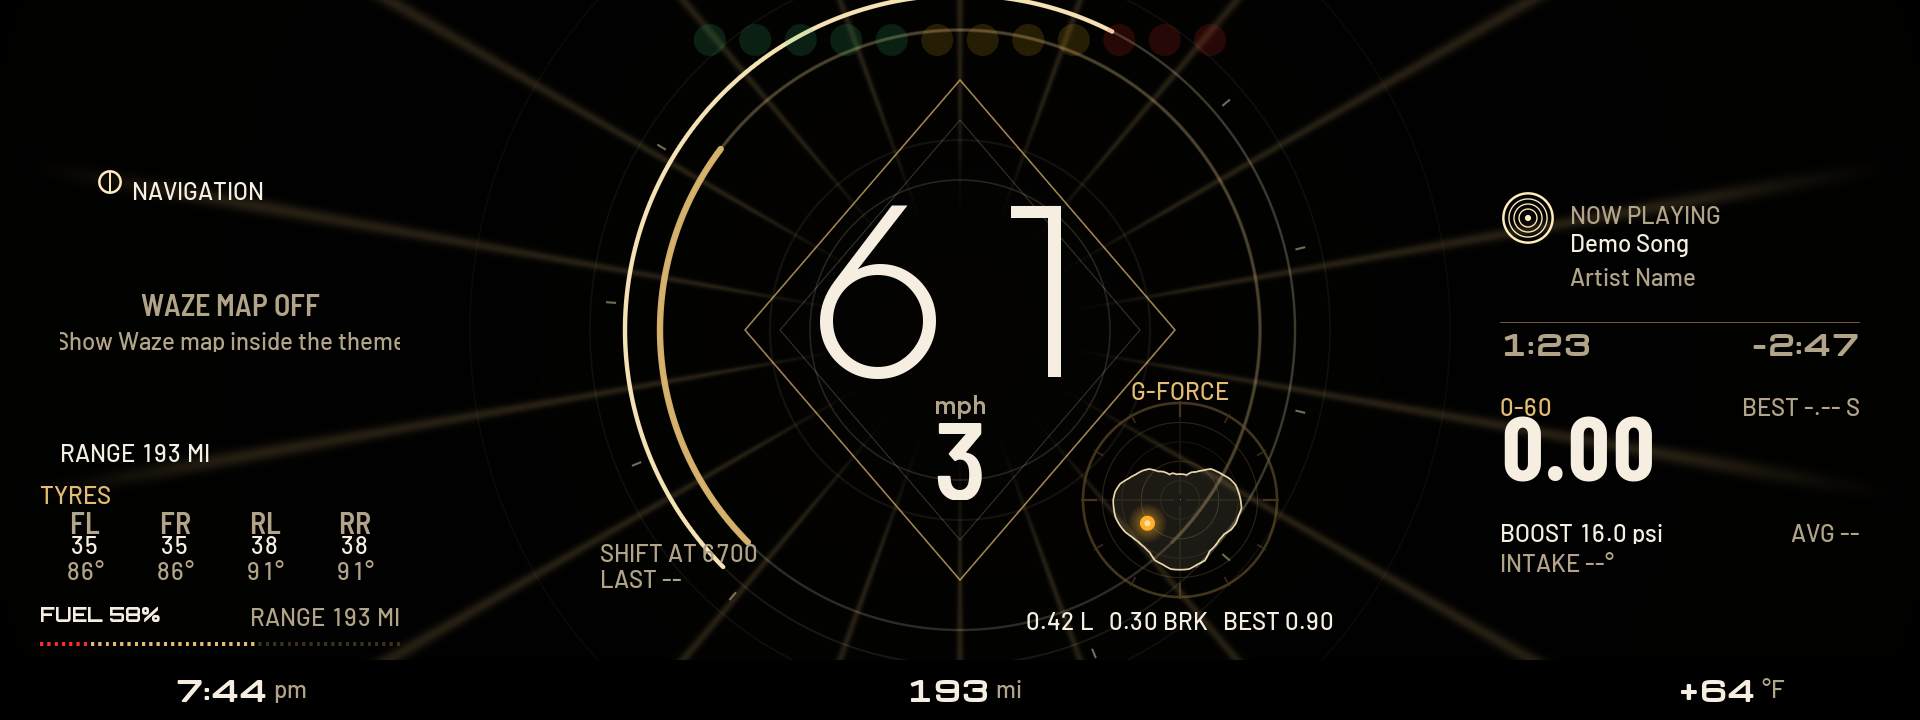 NAVIGATION
WAZE MAP OFF
Show Waze map inside the theme
RANGE 193 MI
TYRES
FL FR RL RR
35 35 38 38
86° 86° 91° 91°
FUEL 58% RANGE 193 MI
7:44 pm
61
mph
3
SHIFT AT 6700
LAST --
G-FORCE
0.42 L 0.30 BRK BEST 0.90
193 mi
NOW PLAYING
Demo Song
Artist Name
1:23 -2:47
0-60 BEST -.-- S
0.00
BOOST 16.0 psi AVG --
INTAKE --°
+64 °F